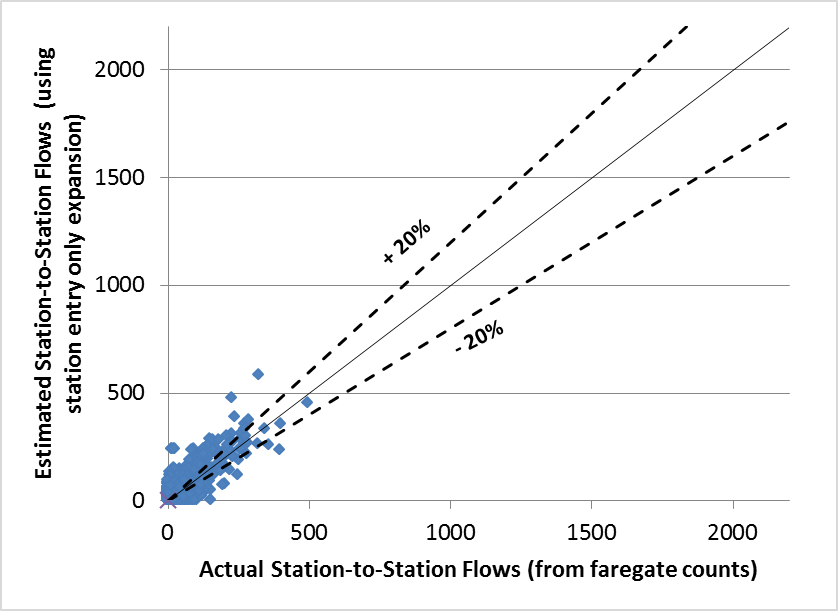 Estimated Station-to-Station Flows (using
station entry only expansion)
2000
1500
1000
500
0
+ 20%
- 20%
0 500 1000 1500 2000
Actual Station-to-Station Flows (from faregate counts)